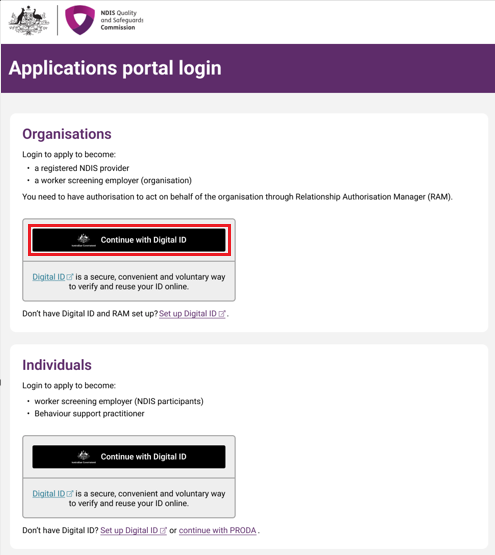 NDIS Quality
and Safeguards
Commission
Applications portal login
Organisations
Login to apply to become:
• a registered NDIS provider
• a worker screening employer (organisation)
You need to have authorisation to act on behalf of the organisation through Relationship Authorisation Manager (RAM).
Australian Government
Continue with Digital ID
Digital ID is a secure, convenient and voluntary way
to verify and reuse your ID online.
Don't have Digital ID and RAM set up? Set up Digital ID.
Individuals
Login to apply to become:
• worker screening employer (NDIS participants)
• Behaviour support practitioner
Australian Government
Continue with Digital ID
Digital ID is a secure, convenient and voluntary way
to verify and reuse your ID online.
Don't have Digital ID? Set up Digital ID or continue with PRODA.